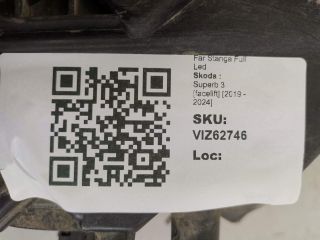 Far Stanga Full
Led
Skoda :
Superb 3
[facelift] [2019 -
2024]
SKU:
VIZ62746
Loc: